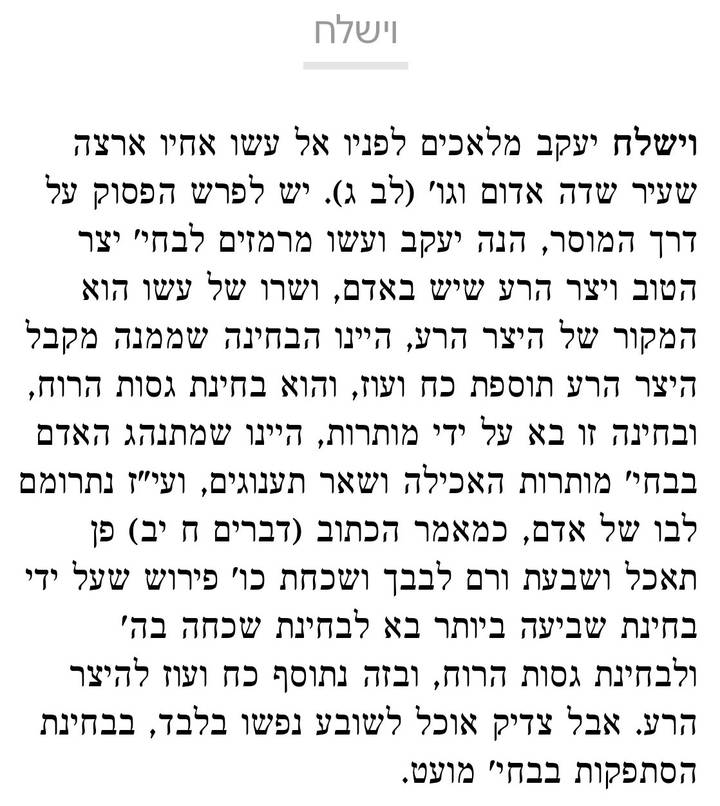 וישלח
וישלח יעקב מלאכים לפניו אל עשו אחיו ארצה
שעיר שדה אדום וגו' (לב ג). יש לפרש הפסוק על
דרך המוסר, הנה יעקב ועשו מרמזים לבחי' יצר
הטוב ויצר הרע שיש באדם, ושרו של עשו הוא
המקור של היצר הרע, היינו הבחינה שממנה מקבל
היצר הרע תוספת כח ועוז, והוא בחינת גסות הרוח,
ובחינה זו בא על ידי מותרות, היינו שמתנהג האדם
בבחי' מותרות האכילה ושאר תענוגים, ועי"ז נתרומם
לבו של אדם, כמאמר הכתוב (דברים ח יב) פן
תאכל ושבעת ורם לבבך ושכחת כו' פירוש שעל ידי
בחינת שביעה ביותר בא לבחינת שכחה בה'
ולבחינת גסות הרוח, ובזה נתוסף כח ועוז להיצר
הרע. אבל צדיק אוכל לשובע נפשו בלבד, בבחינת
הסתפקות בבחי' מועט.